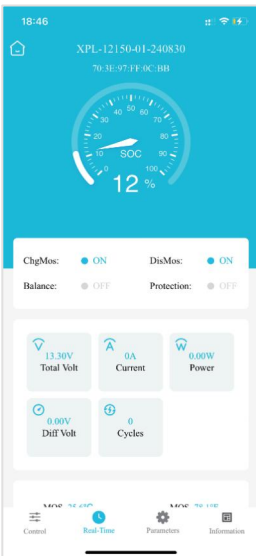 18:46
XPL-12150-01-240830
70:3E:97:FF:0C:BB
0 10 20 30 40 50 60 70 80 90 100
SOC
12 %
ChgMos: ON DisMos: ON
Balance: OFF Protection: OFF
13.30V 0A 0.00W
Total Volt Current Power
0.00V 0
Diff Volt Cycles
MOS MOS
Control Real-Time Parameters Information